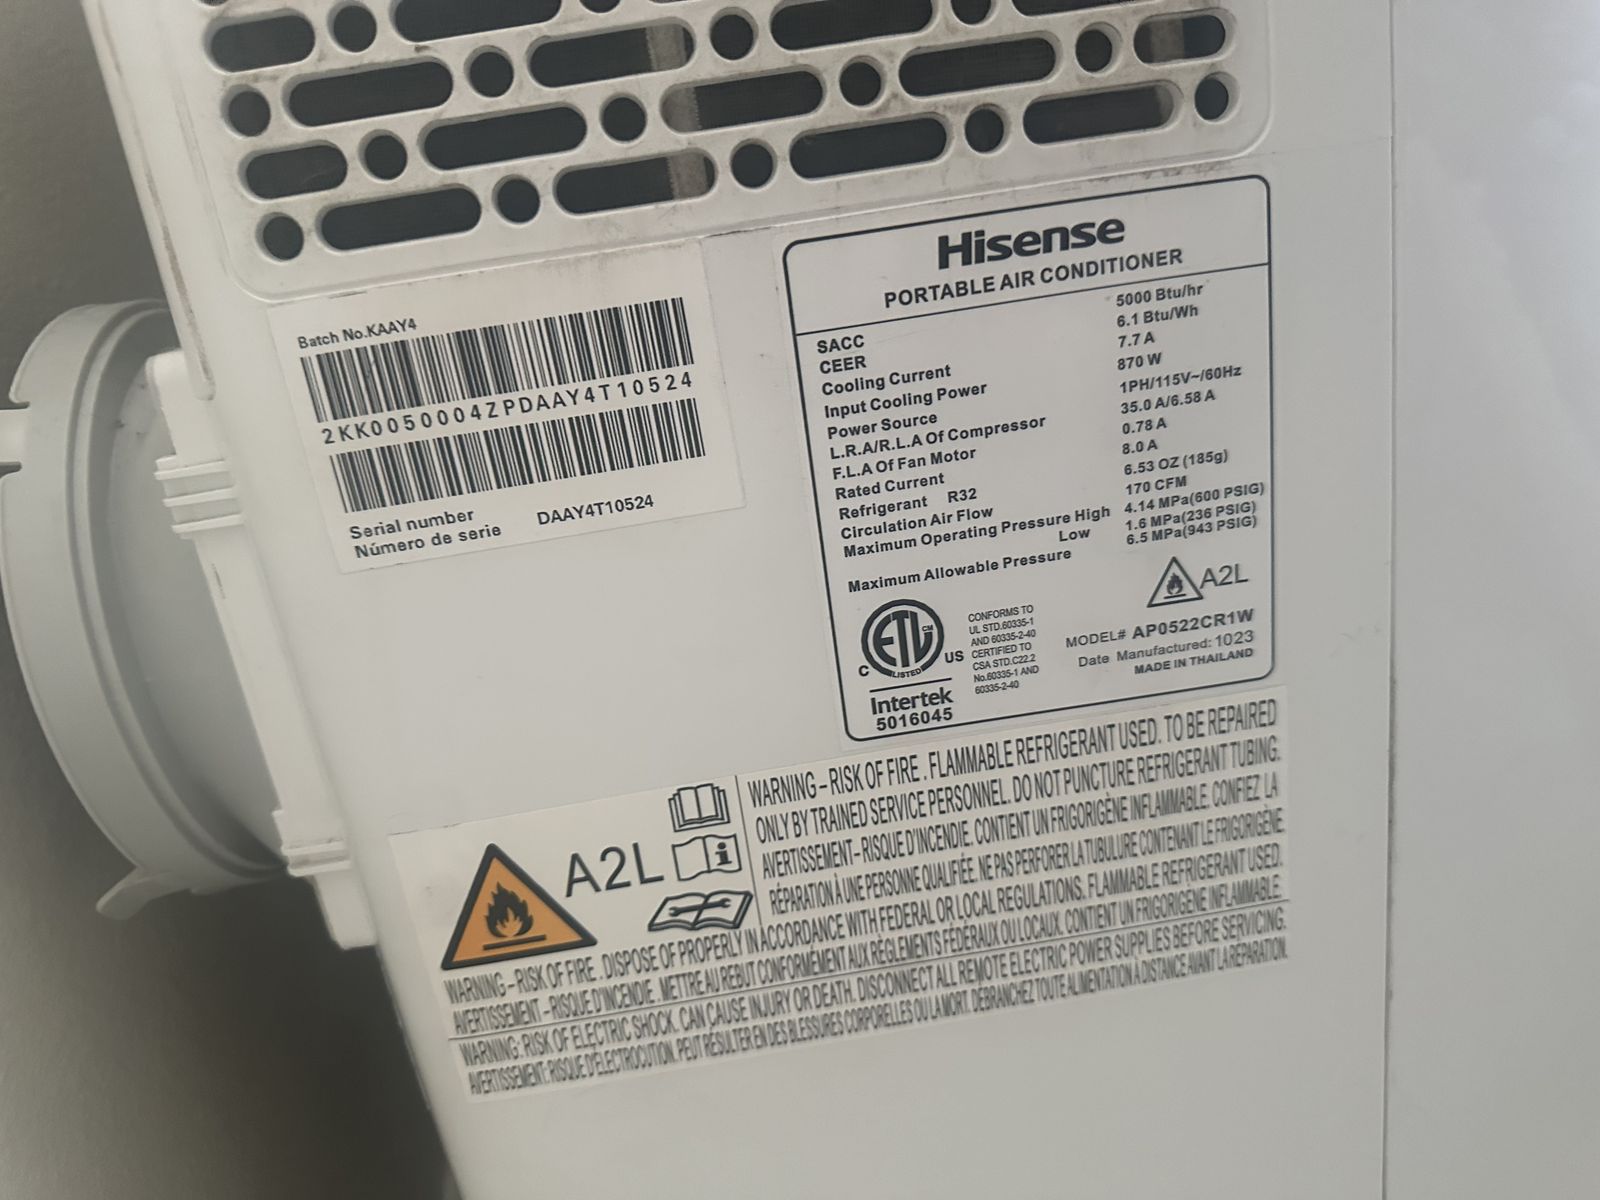 Batch No.KAAY4
2KK0050004ZPDAAY4T10524
Serial number
Número de serie
DAAY4T10524
Hisense
PORTABLE AIR CONDITIONER
SACC 5000 Btu/hr
CEER 6.1 Btu/Wh
Cooling Current 7.7 A
Input Cooling Power 870 W
Power Source 1PH/115V~/60Hz
L.R.A/R.L.A Of Compressor 35.0 A/6.58 A
F.L.A Of Fan Motor 0.78 A
Rated Current 8.0 A
Refrigerant R32 6.53 OZ (185g)
Circulation Air Flow 170 CFM
Maximum Operating Pressure High 4.14 MPa(600 PSIG)
Low 1.6 MPa(236 PSIG)
Maximum Allowable Pressure 6.5 MPa(943 PSIG)
A2L
ETL CM
LISTED
C US
Intertek
5016045
CONFORMS TO
UL STD.60335-1
AND 60335-2-40
CERTIFIED TO
CSA STD.C22.2
No.60335-1 AND
60335-2-40
MODEL# AP0522CR1W
Date Manufactured: 1023
MADE IN THAILAND
A2L
WARNING – RISK OF FIRE . FLAMMABLE REFRIGERANT USED. TO BE REPAIRED
ONLY BY TRAINED SERVICE PERSONNEL. DO NOT PUNCTURE REFRIGERANT TUBING.
AVERTISSEMENT – RISQUE D'INCENDIE. CONTIENT UN FRIGORIGÈNE INFLAMMABLE. CONFIEZ LA
RÉPARATION À UNE PERSONNE QUALIFIÉE. NE PAS PERFORER LA TUBULURE CONTENANT LE FRIGORIGÈNE.
WARNING – RISK OF FIRE . DISPOSE OF PROPERLY IN ACCORDANCE WITH FEDERAL OR LOCAL REGULATIONS. FLAMMABLE REFRIGERANT USED.
AVERTISSEMENT – RISQUE D'INCENDIE . METTRE AU REBUT CONFORMÉMENT AUX RÈGLEMENTS FÉDÉRAUX OU LOCAUX. CONTIENT UN FRIGORIGÈNE INFLAMMABLE.
WARNING: RISK OF ELECTRIC SHOCK. CAN CAUSE INJURY OR DEATH. DISCONNECT ALL REMOTE ELECTRIC POWER SUPPLIES BEFORE SERVICING.
AVERTISSEMENT: RISQUE D'ÉLECTROCUTION. PEUT RÉSULTER EN DES BLESSURES CORPORELLES OU LA MORT. DÉBRANCHEZ TOUTE ALIMENTATION À DISTANCE AVANT LA RÉPARATION.